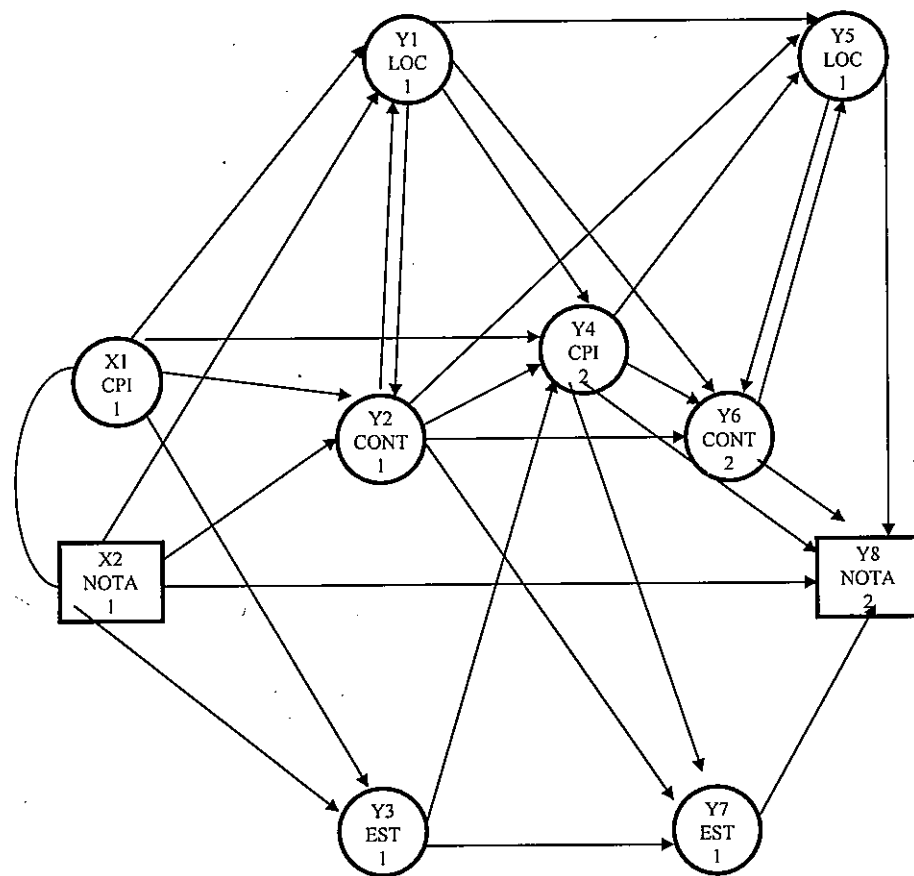 Y1
LOC
1
Y5
LOC
1
X1
CPI
1
Y4
CPI
2
Y2
CONT
1
Y6
CONT
2
X2
NOTA
1
Y8
NOTA
2
Y3
EST
1
Y7
EST
1